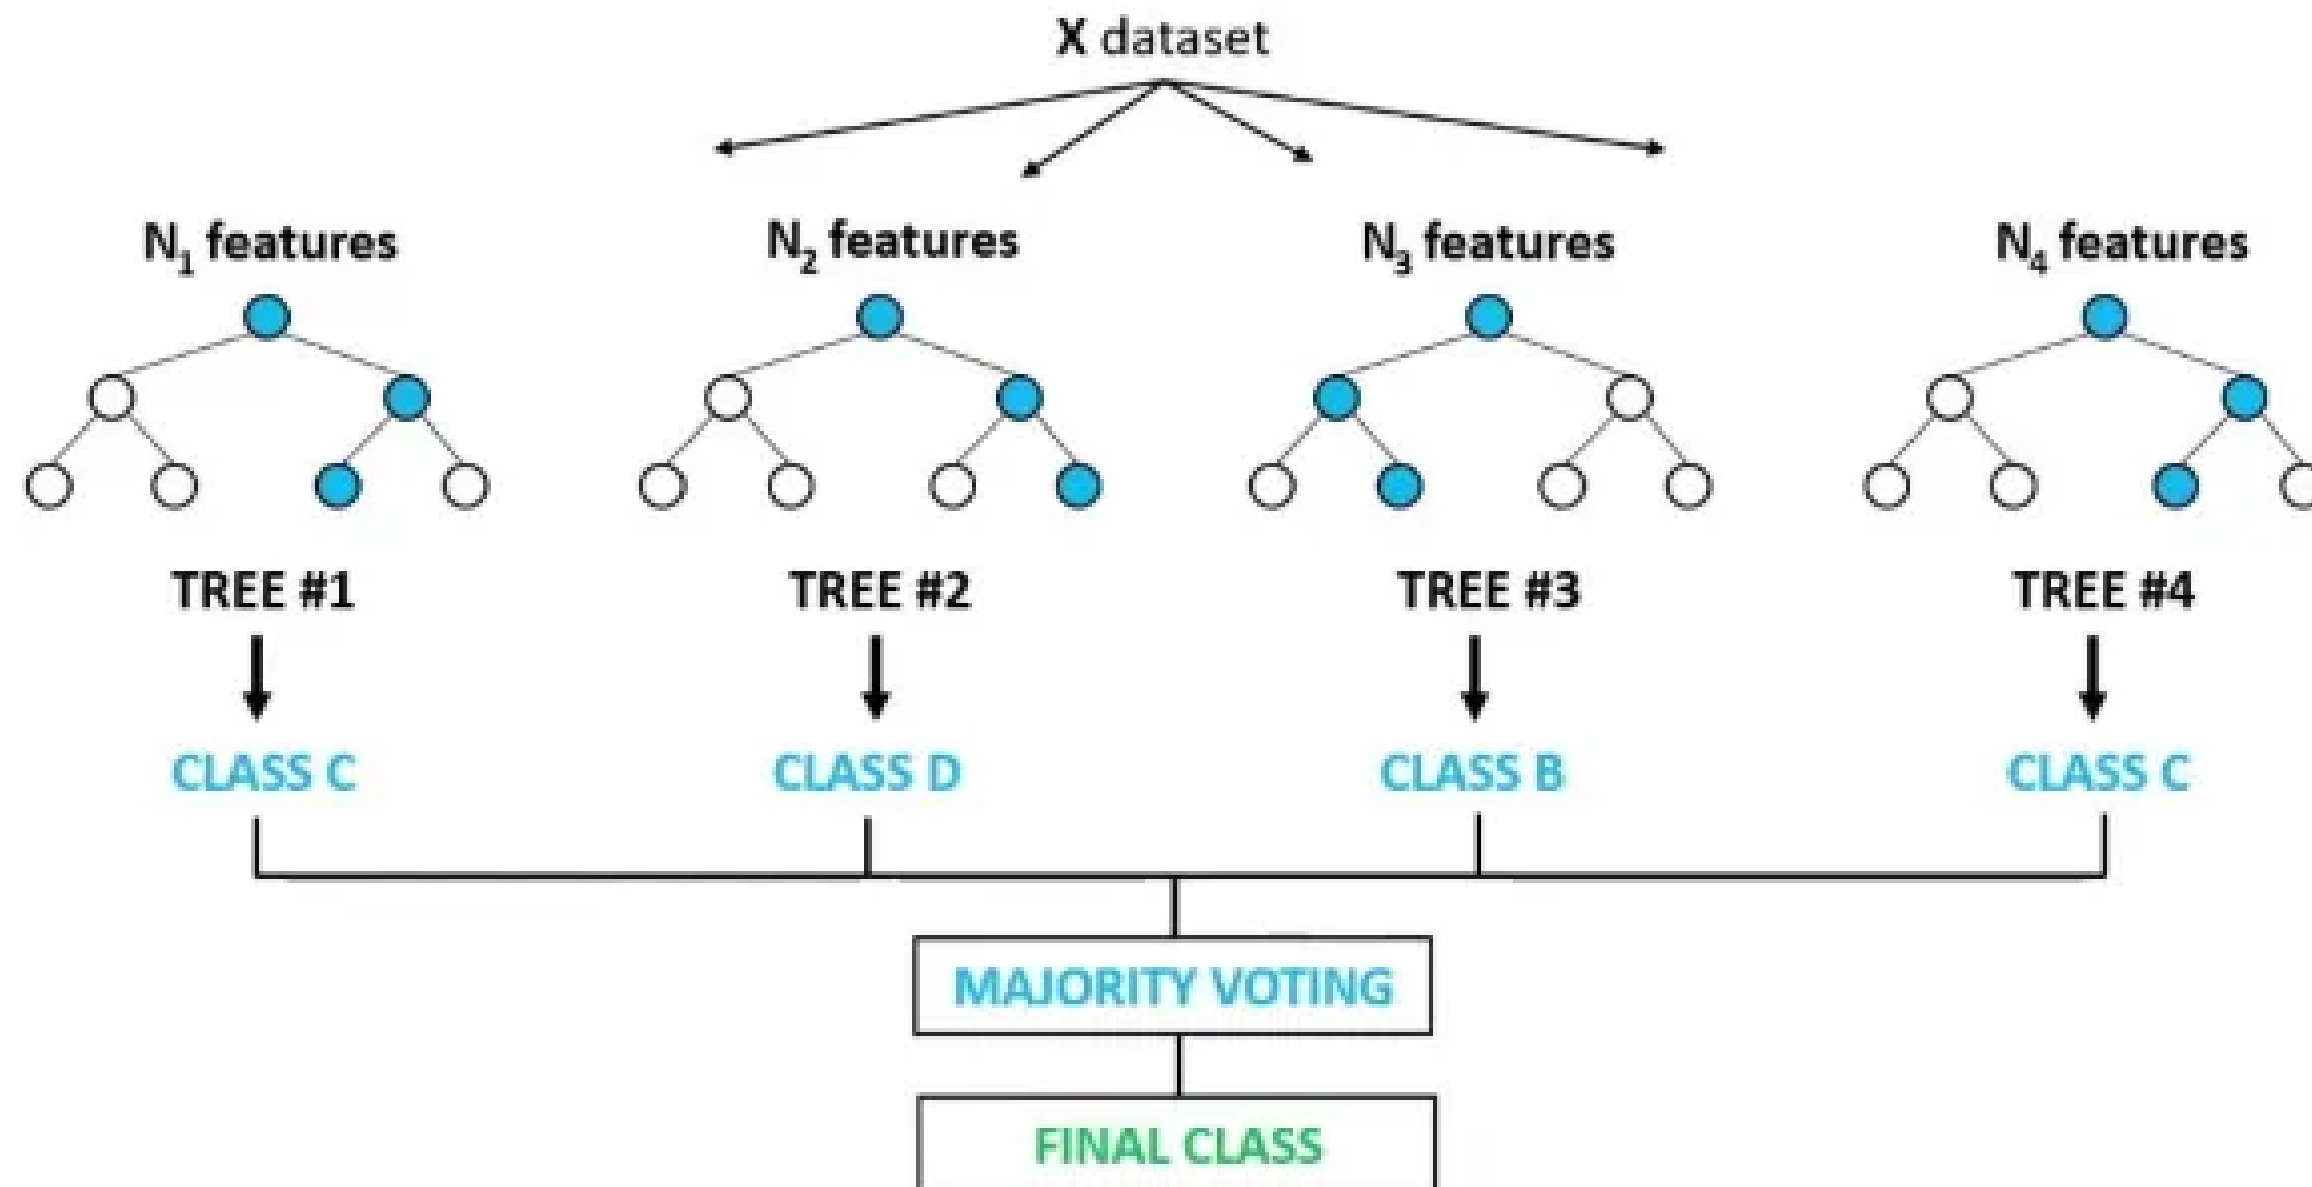 X dataset
N₁ features
N₂ features
N₃ features
N₄ features
TREE #1
TREE #2
TREE #3
TREE #4
CLASS C
CLASS D
CLASS B
CLASS C
MAJORITY VOTING
FINAL CLASS